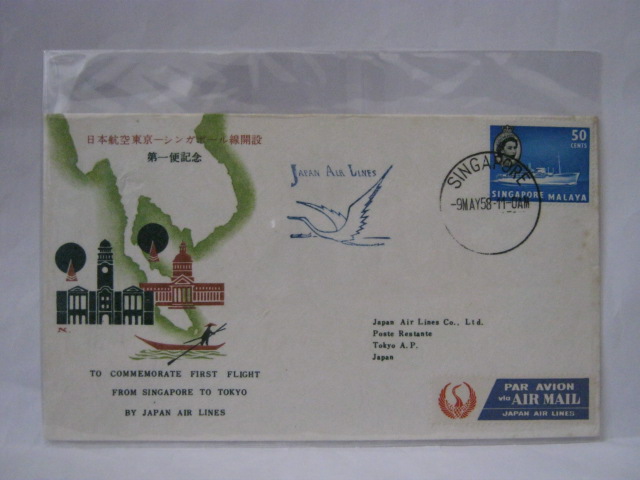 日本航空東京ーシンガポール線開設
第一便記念
JAPAN AIR LINES
50
CENTS
SINGAPORE MALAYA
SINGAPORE
-9MAY58-11-0AM
Japan Air Lines Co., Ltd.
Poste Restante
Tokyo A.P.
Japan
TO COMMEMORATE FIRST FLIGHT
FROM SINGAPORE TO TOKYO
BY JAPAN AIR LINES
PAR AVION
via AIR MAIL
JAPAN AIR LINES